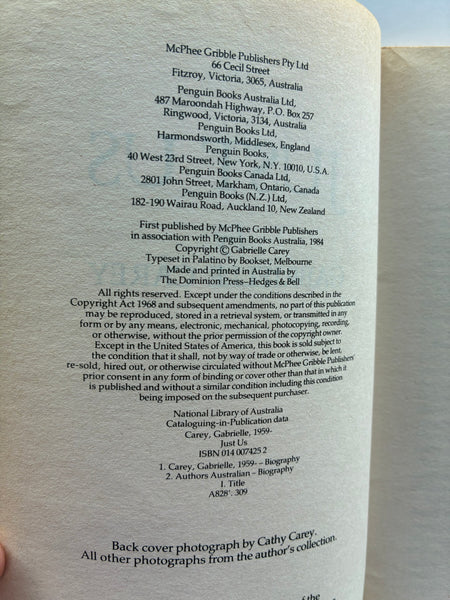 McPhee Gribble Publishers Pty Ltd
66 Cecil Street
Fitzroy, Victoria, 3065, Australia
Penguin Books Australia Ltd,
487 Maroondah Highway, P.O. Box 257
Ringwood, Victoria, 3134, Australia
Penguin Books Ltd,
Harmondsworth, Middlesex, England
Penguin Books,
40 West 23rd Street, New York, N.Y. 10010, U.S.A.
Penguin Books Canada Ltd,
2801 John Street, Markham, Ontario, Canada
Penguin Books (N.Z.) Ltd,
182-190 Wairau Road, Auckland 10, New Zealand
First published by McPhee Gribble Publishers
in association with Penguin Books Australia, 1984
Copyright © Gabrielle Carey
Typeset in Palatino by Bookset, Melbourne
Made and printed in Australia by
The Dominion Press–Hedges & Bell
All rights reserved. Except under the conditions described in the
Copyright Act 1968 and subsequent amendments, no part of this publication
may be reproduced, stored in a retrieval system, or transmitted in any
form or by any means, electronic, mechanical, photocopying, recording,
or otherwise, without the prior permission of the copyright owner.
Except in the United States of America, this book is sold subject to
the condition that it shall, not by way of trade or otherwise, be lent,
re-sold, hired out, or otherwise circulated without McPhee Gribble Publishers'
prior consent in any form of binding or cover other than that in which it
is published and without a similar condition including this condition
being imposed on the subsequent purchaser.
National Library of Australia
Cataloguing-in-Publication data
Carey, Gabrielle, 1959-
Just Us
ISBN 014 007425 2
1. Carey, Gabrielle, 1959- – Biography
2. Authors Australian – Biography
I. Title
A828'. 309
Back cover photograph by Cathy Carey.
All other photographs from the author's collection.
of the